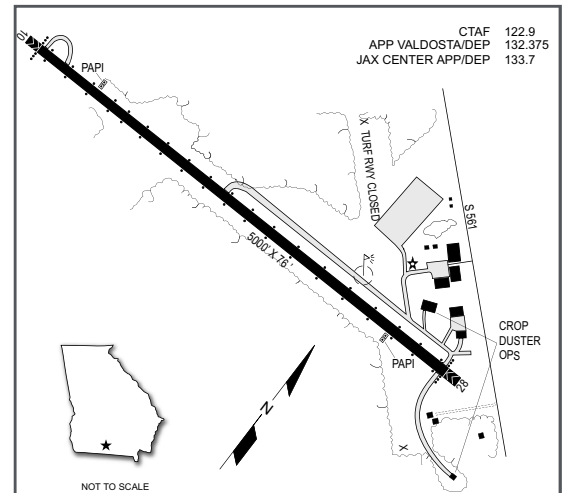 CTAF 122.9
APP VALDOSTA/DEP 132.375
JAX CENTER APP/DEP 133.7
10
PAPI
X TURF RWY CLOSED
S 561
5000' X 76'
CROP
DUSTER
OPS
PAPI
28
N
X
NOT TO SCALE